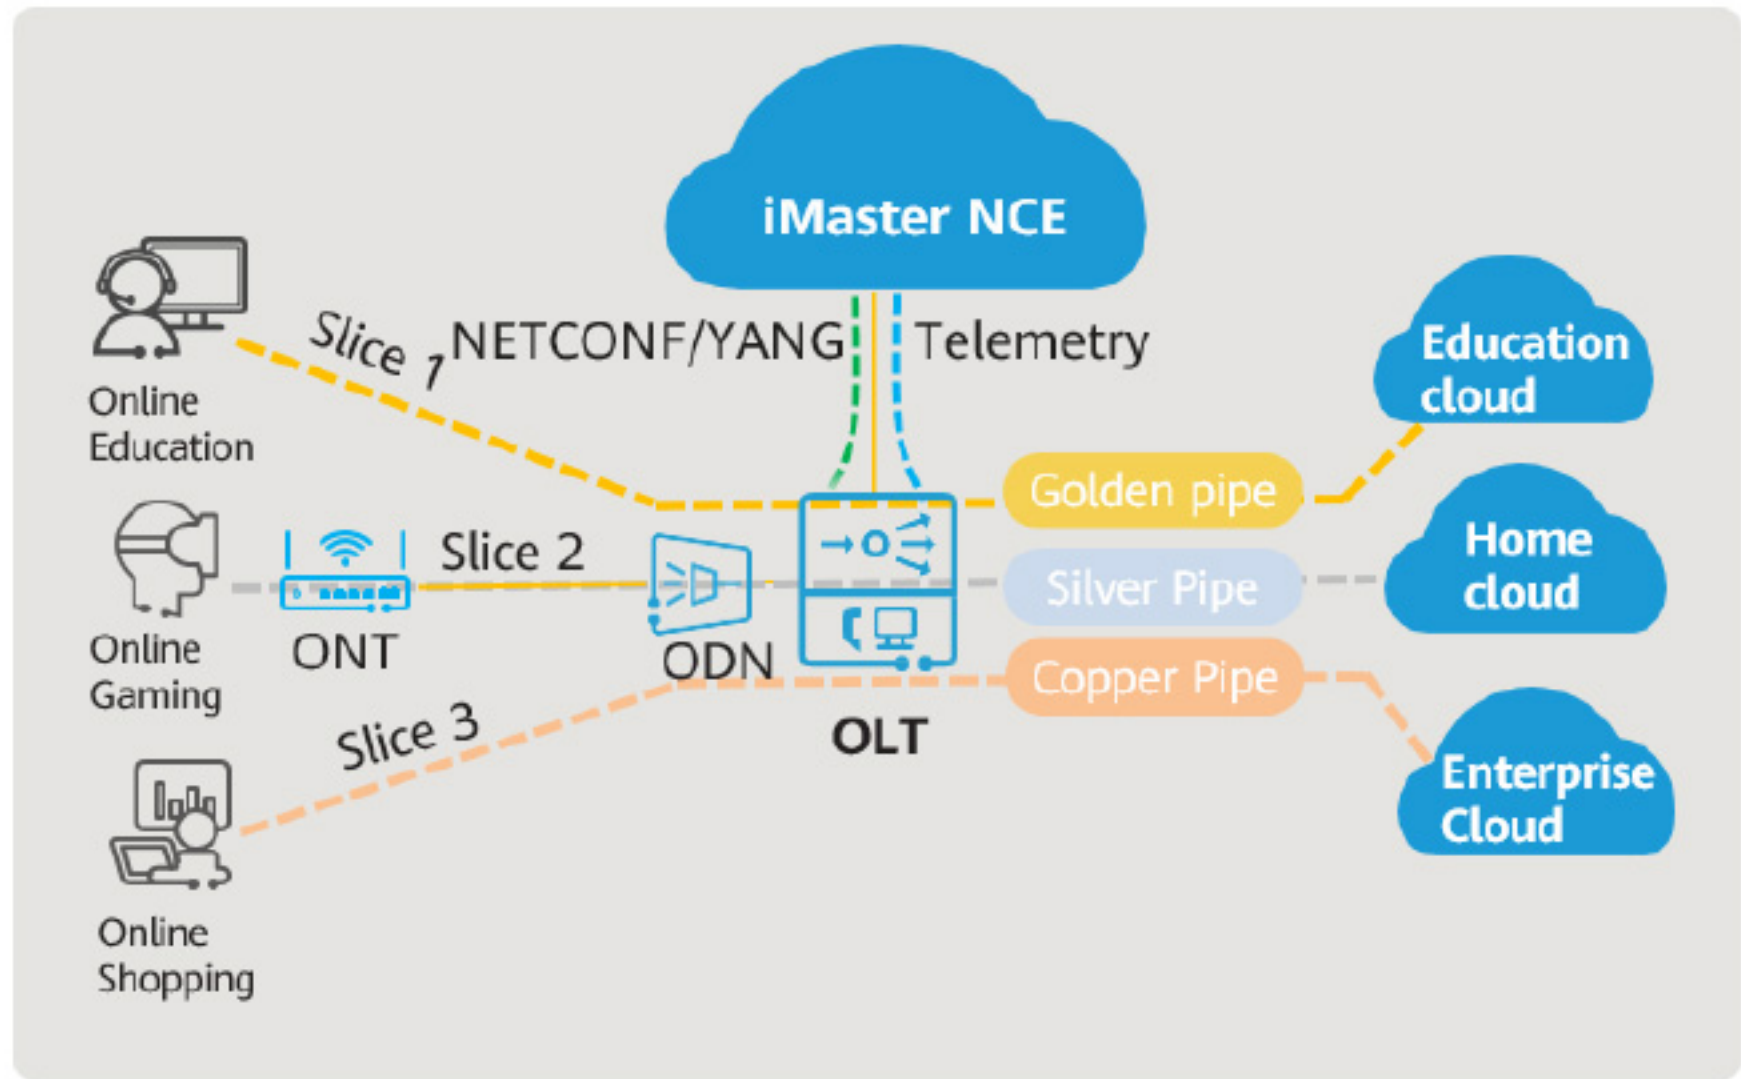 iMaster NCE
Slice 1
NETCONF/YANG
Telemetry
Education
cloud
Online
Education
Golden pipe
Slice 2
Home
cloud
Silver Pipe
ONT
ODN
Online
Gaming
Copper Pipe
Slice 3
OLT
Enterprise
Cloud
Online
Shopping